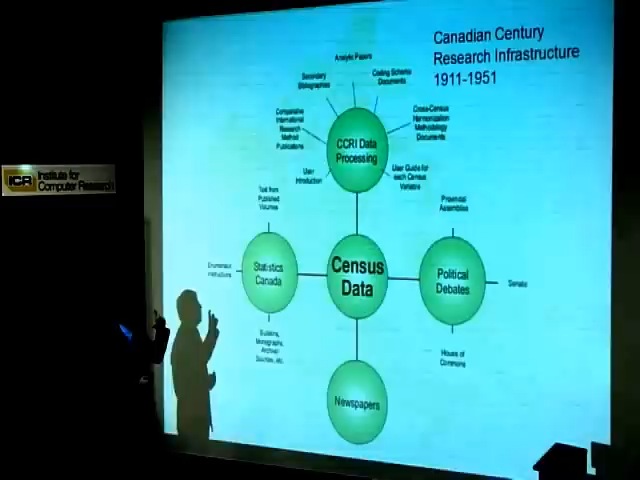 Canadian Century
Research Infrastructure
1911-1951
Analytic Papers
Secondary
Bibliographies
Coding Schema
Documents
Comparative
International
Research
Method
Publications
Cross-Census
Harmonization
Methodology
Documents
CCRI Data
Processing
User
Introduction
User Guide for
each Census
Variable
ICR Institute for
Computer Research
Text from
Published
Volumes
Provincial
Assemblies
Enumerator
Instructions
Statistics
Canada
Census
Data
Political
Debates
Senate
Bulletins,
Monographs,
Archival
Sources, etc.
House of
Commons
Newspapers